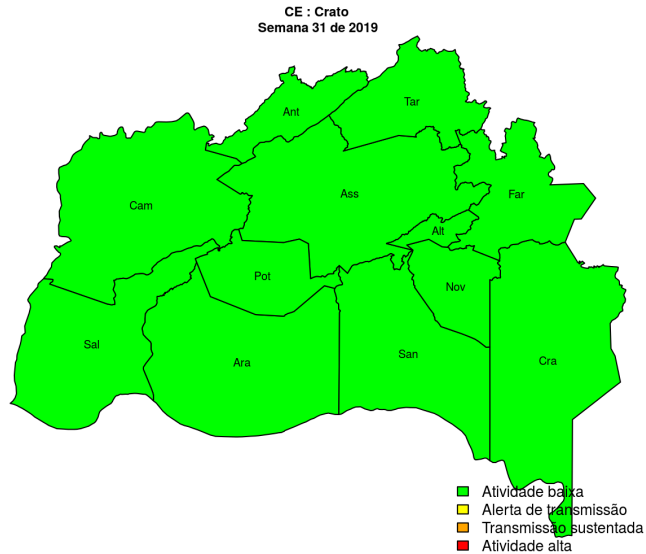 CE : Crato
Semana 31 de 2019
Tar
Ant
Ass
Far
Cam
Alt
Pot
Nov
Sal
San
Cra
Ara
Atividade baixa
Alerta de transmissão
Transmissão sustentada
Atividade alta